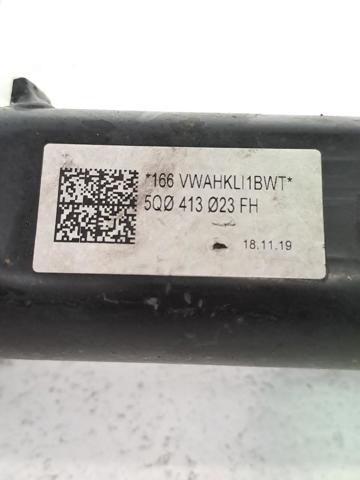 *166 VWAHKLI1BWT*
5QØ 413 Ø23 FH
18.11.19